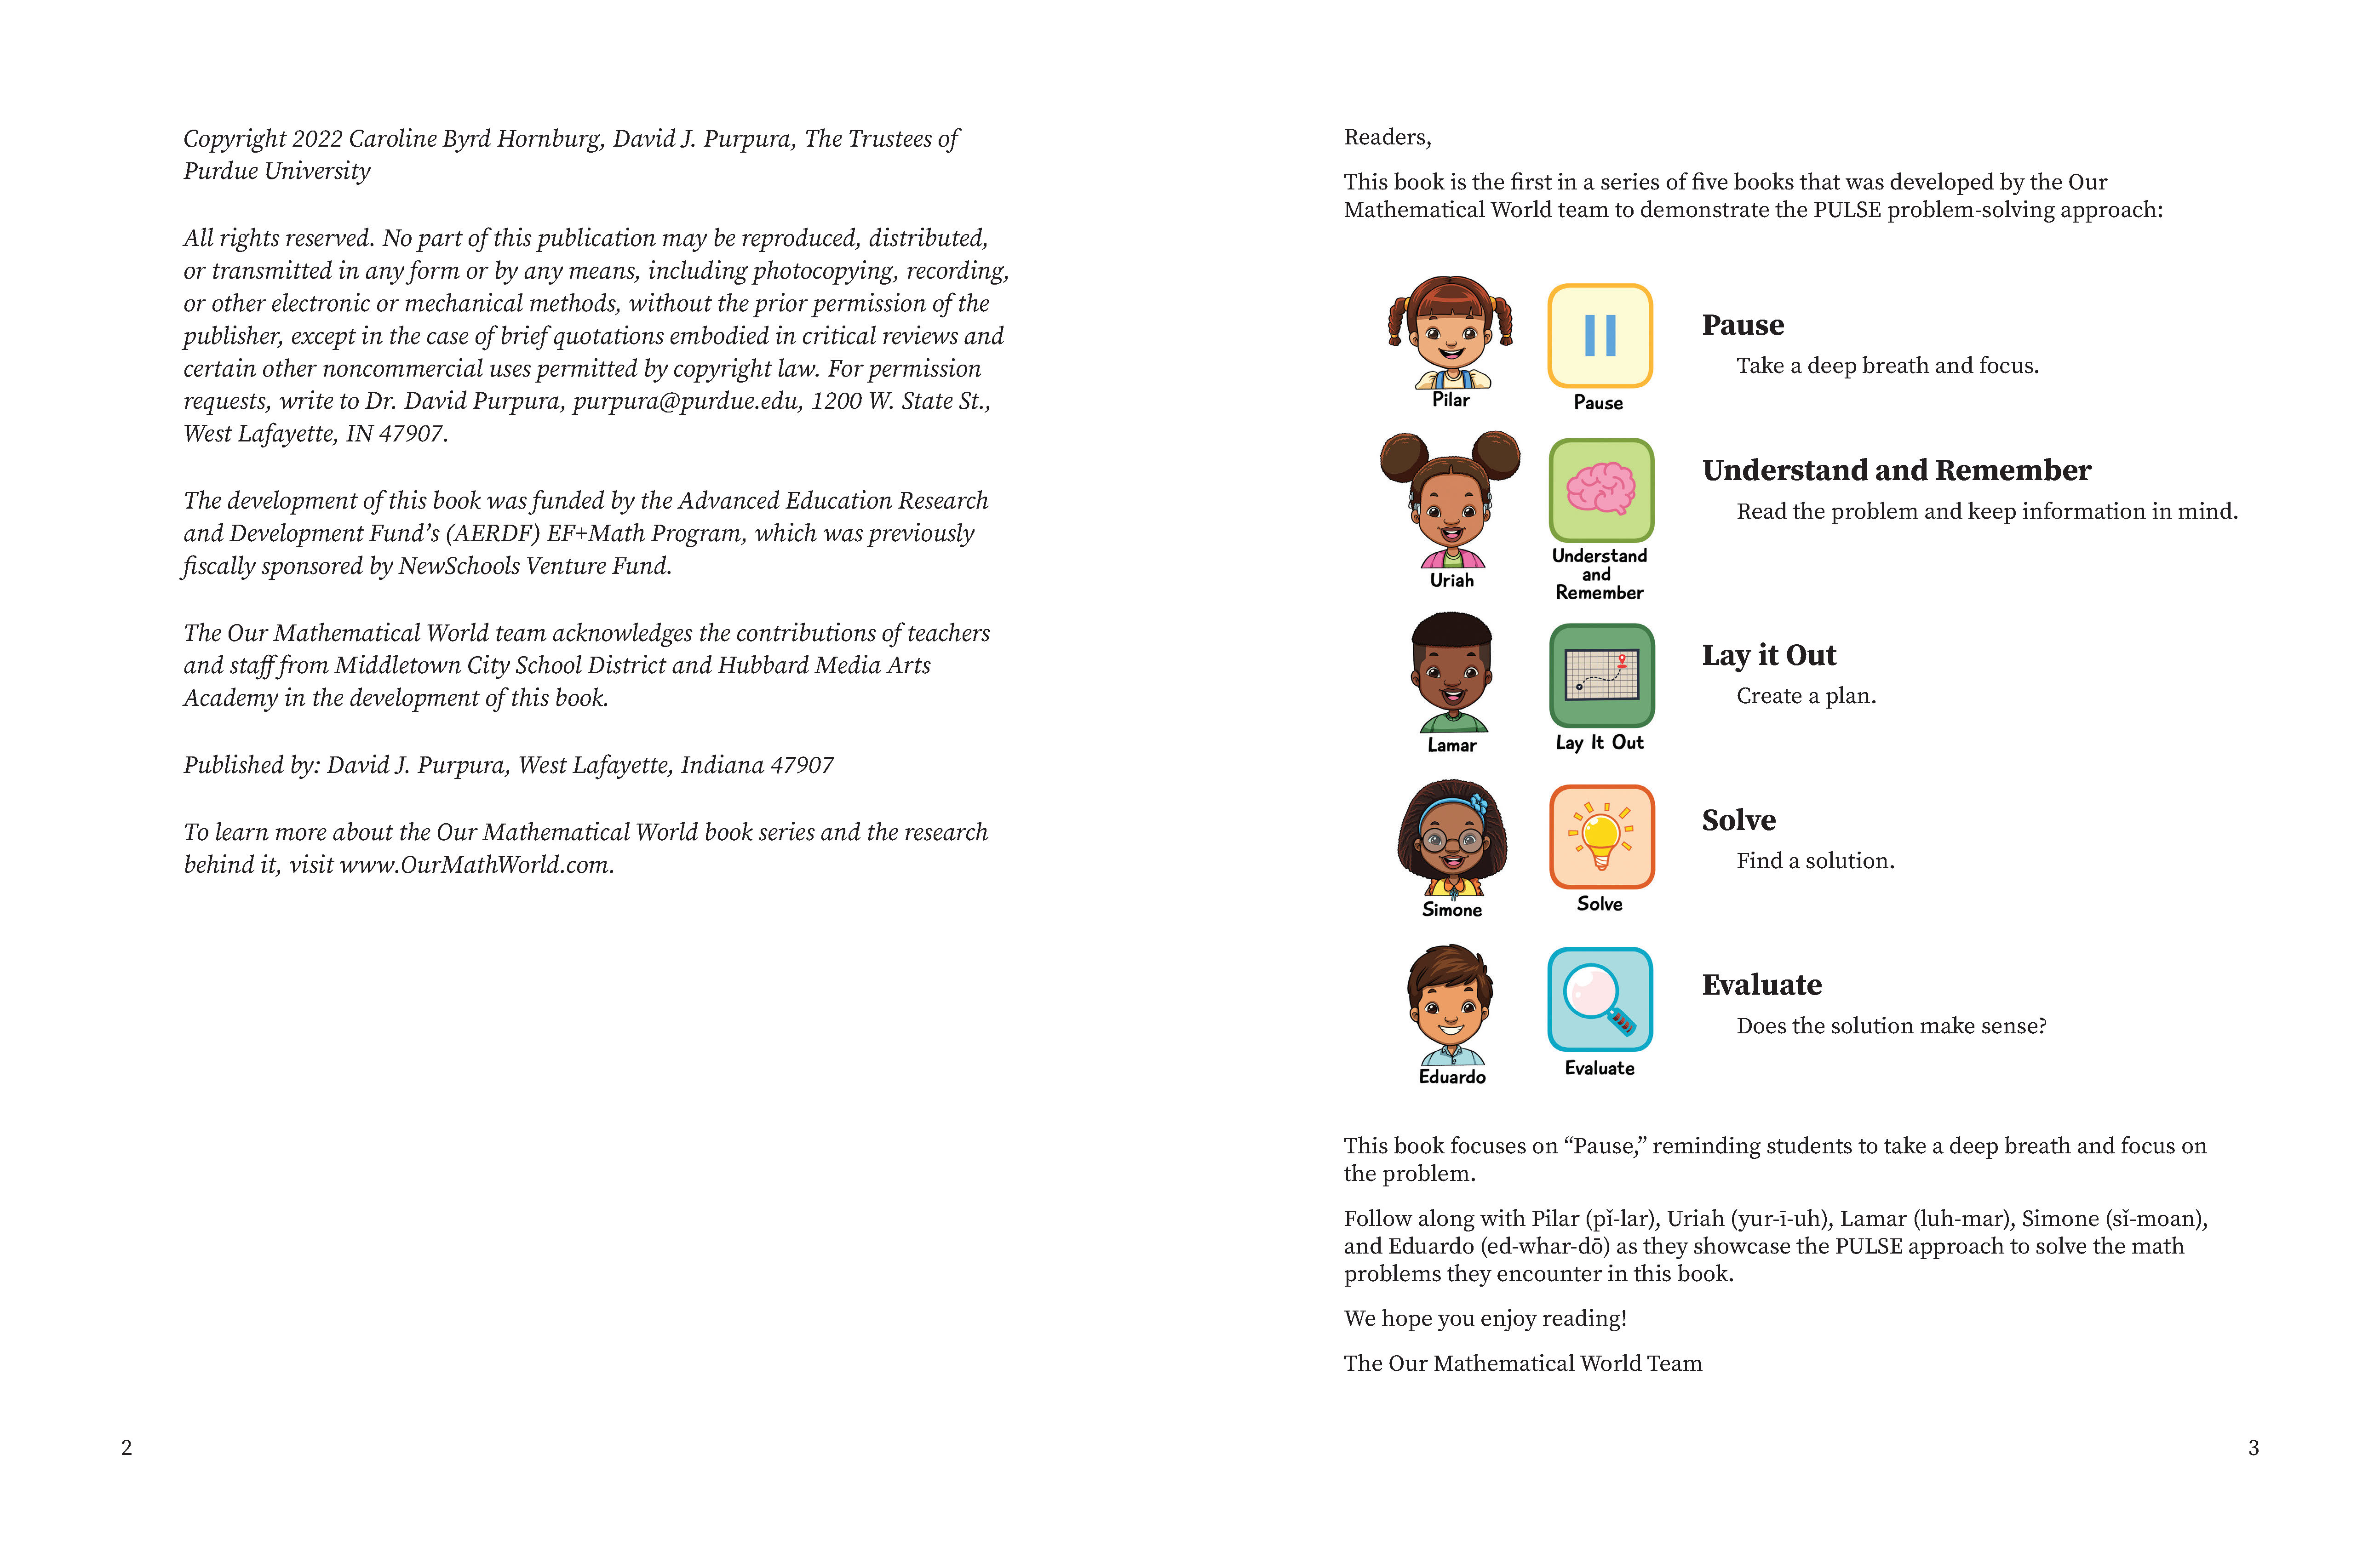 Copyright 2022 Caroline Byrd Hornburg, David J. Purpura, The Trustees of
Purdue University
All rights reserved. No part of this publication may be reproduced, distributed,
or transmitted in any form or by any means, including photocopying, recording,
or other electronic or mechanical methods, without the prior permission of the
publisher, except in the case of brief quotations embodied in critical reviews and
certain other noncommercial uses permitted by copyright law. For permission
requests, write to Dr. David Purpura, purpura@purdue.edu, 1200 W. State St.,
West Lafayette, IN 47907.
The development of this book was funded by the Advanced Education Research
and Development Fund’s (AERDF) EF+Math Program, which was previously
fiscally sponsored by NewSchools Venture Fund.
The Our Mathematical World team acknowledges the contributions of teachers
and staff from Middletown City School District and Hubbard Media Arts
Academy in the development of this book.
Published by: David J. Purpura, West Lafayette, Indiana 47907
To learn more about the Our Mathematical World book series and the research
behind it, visit www.OurMathWorld.com.
2
Readers,
This book is the first in a series of five books that was developed by the Our
Mathematical World team to demonstrate the PULSE problem-solving approach:
Pilar
Pause
Pause
Take a deep breath and focus.
Uriah
Understand
and
Remember
Understand and Remember
Read the problem and keep information in mind.
Lamar
Lay It Out
Lay it Out
Create a plan.
Simone
Solve
Solve
Find a solution.
Eduardo
Evaluate
Evaluate
Does the solution make sense?
This book focuses on “Pause,” reminding students to take a deep breath and focus on
the problem.
Follow along with Pilar (pĭ-lar), Uriah (yur-ī-uh), Lamar (luh-mar), Simone (sĭ-moan),
and Eduardo (ed-whar-dō) as they showcase the PULSE approach to solve the math
problems they encounter in this book.
We hope you enjoy reading!
The Our Mathematical World Team
3